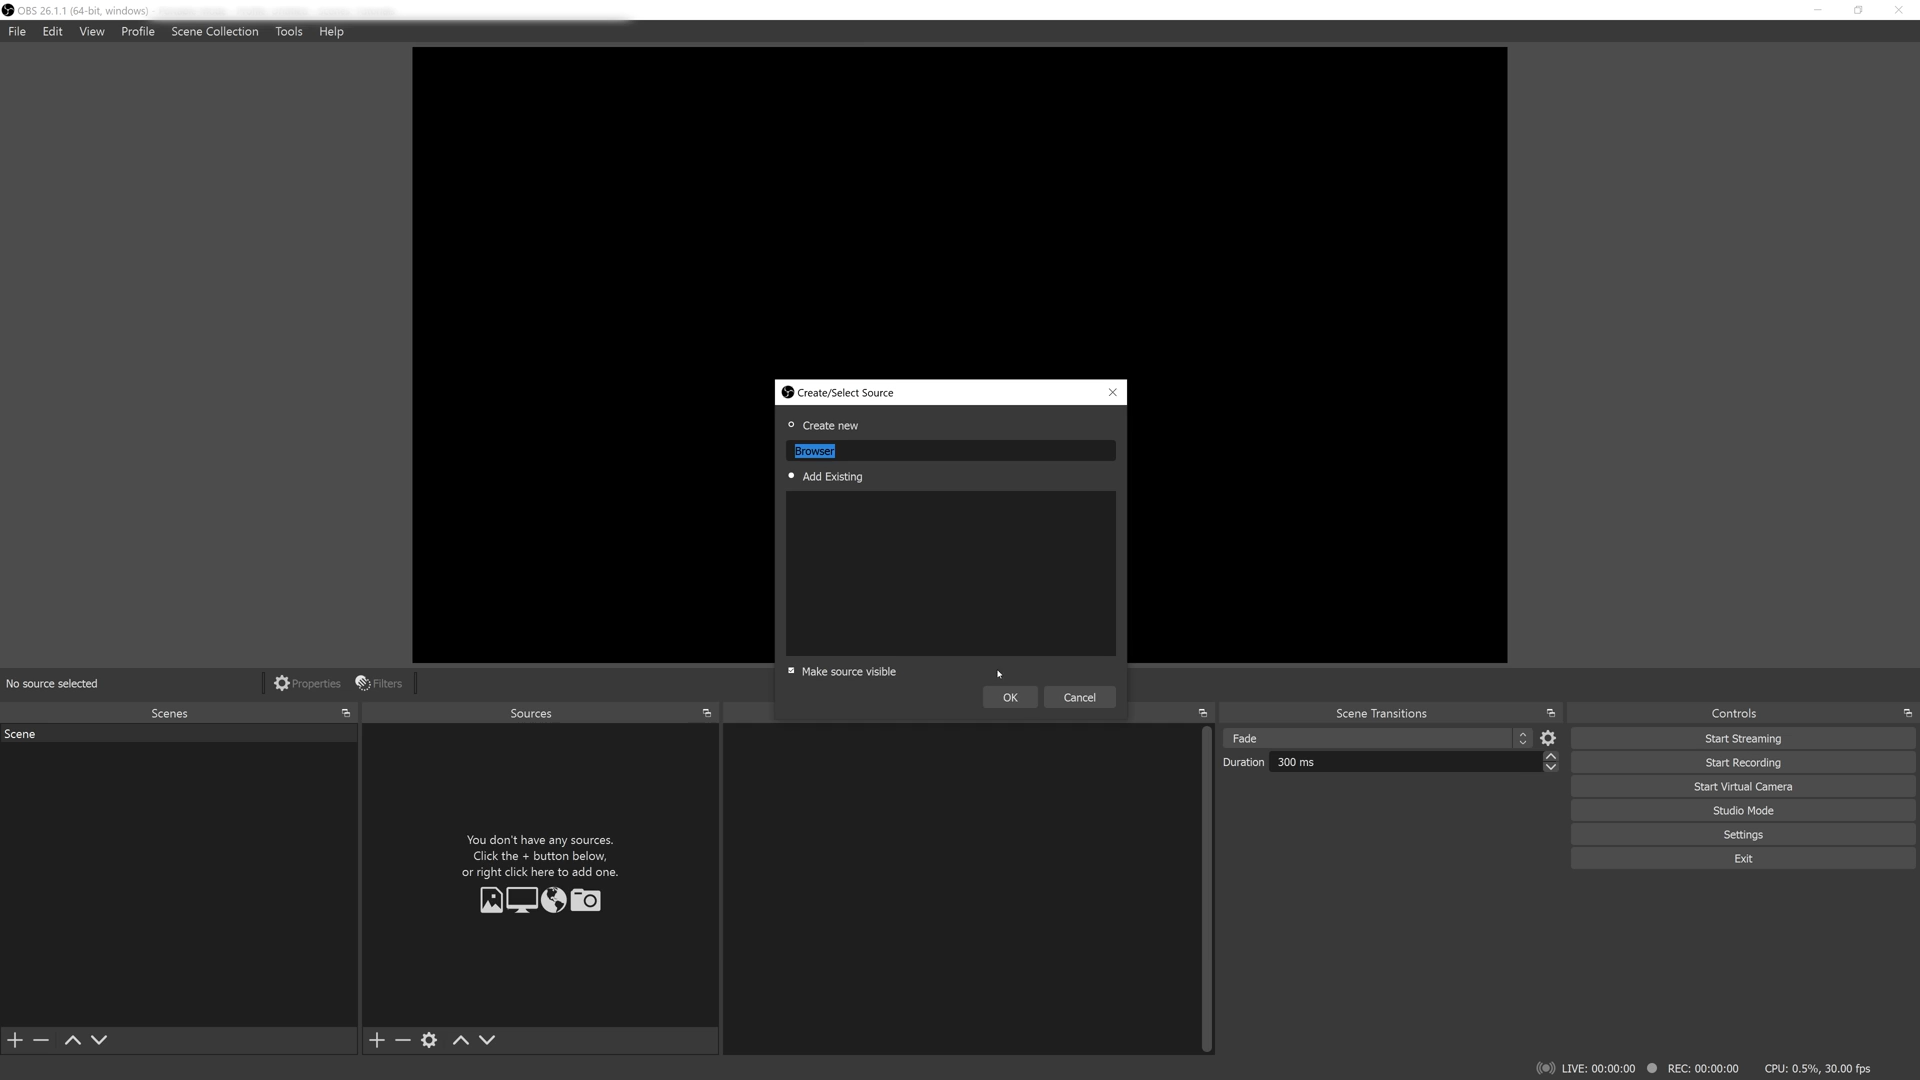 OBS 26.1.1 (64-bit, windows)
File Edit View Profile Scene Collection Tools Help
Create/Select Source
Create new
Browser
Add Existing
Make source visible
OK Cancel
No source selected Properties Filters
Scenes Sources Scene Transitions Controls
Scene
You don't have any sources.
Click the + button below,
or right click here to add one.
Fade
Duration 300 ms
Start Streaming
Start Recording
Start Virtual Camera
Studio Mode
Settings
Exit
LIVE: 00:00:00 REC: 00:00:00 CPU: 0.5%, 30.00 fps